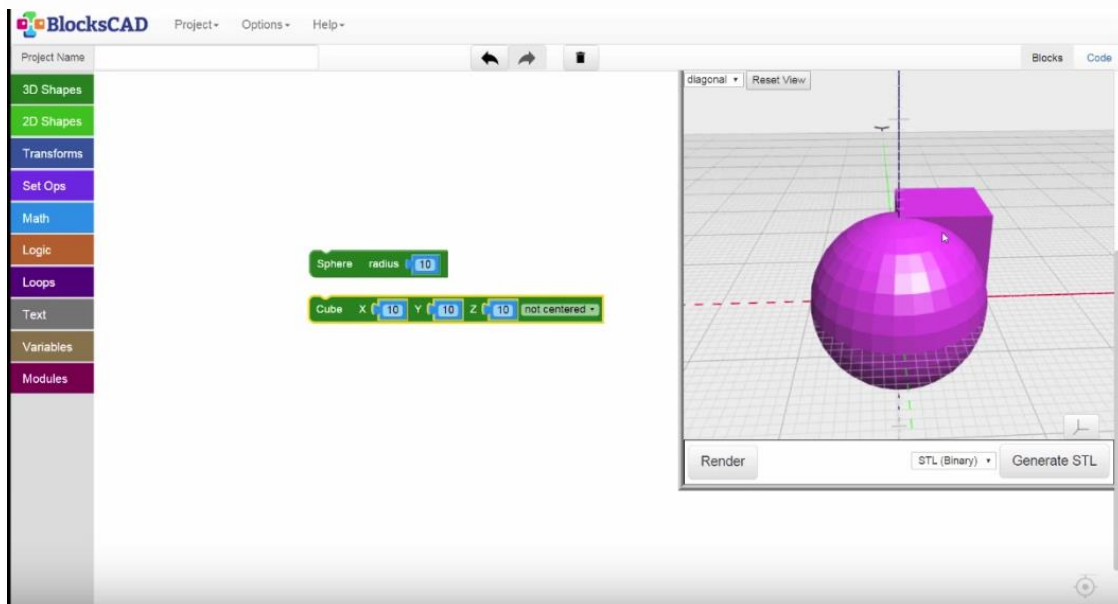 BlocksCAD Project Options Help
Project Name Blocks Code
3D Shapes
2D Shapes
Transforms
Set Ops
Math
Logic
Loops
Text
Variables
Modules
Sphere radius 10
Cube X 10 Y 10 Z 10 not centered
diagonal Reset View
Render STL (Binary) Generate STL